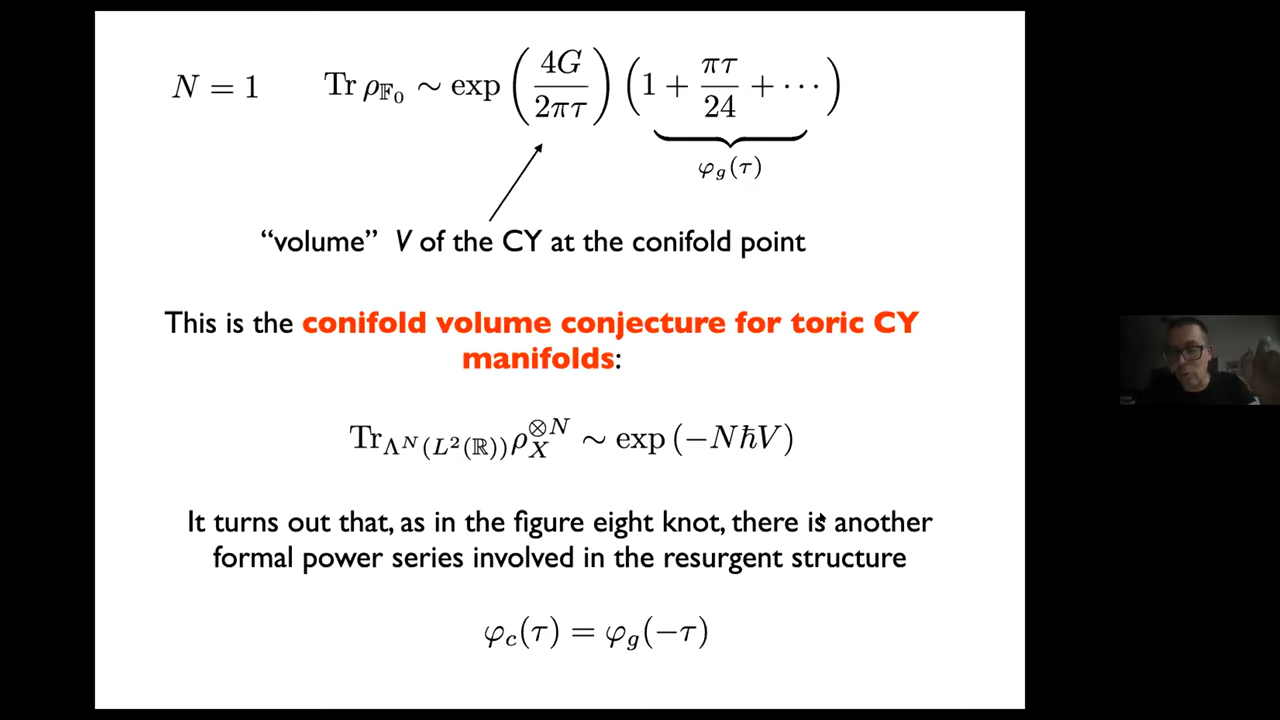 N = 1 Tr ρ_{𝔽₀} ∼ exp (4G / 2πτ) (1 + πτ/24 + ⋯)
φ_g(τ)
“volume” V of the CY at the conifold point
This is the conifold volume conjecture for toric CY
manifolds:
Tr_{Λ^N(L²(ℝ))} ρ_X^{⊗N} ∼ exp (−NℏV)
It turns out that, as in the figure eight knot, there is another
formal power series involved in the resurgent structure
φ_c(τ) = φ_g(−τ)